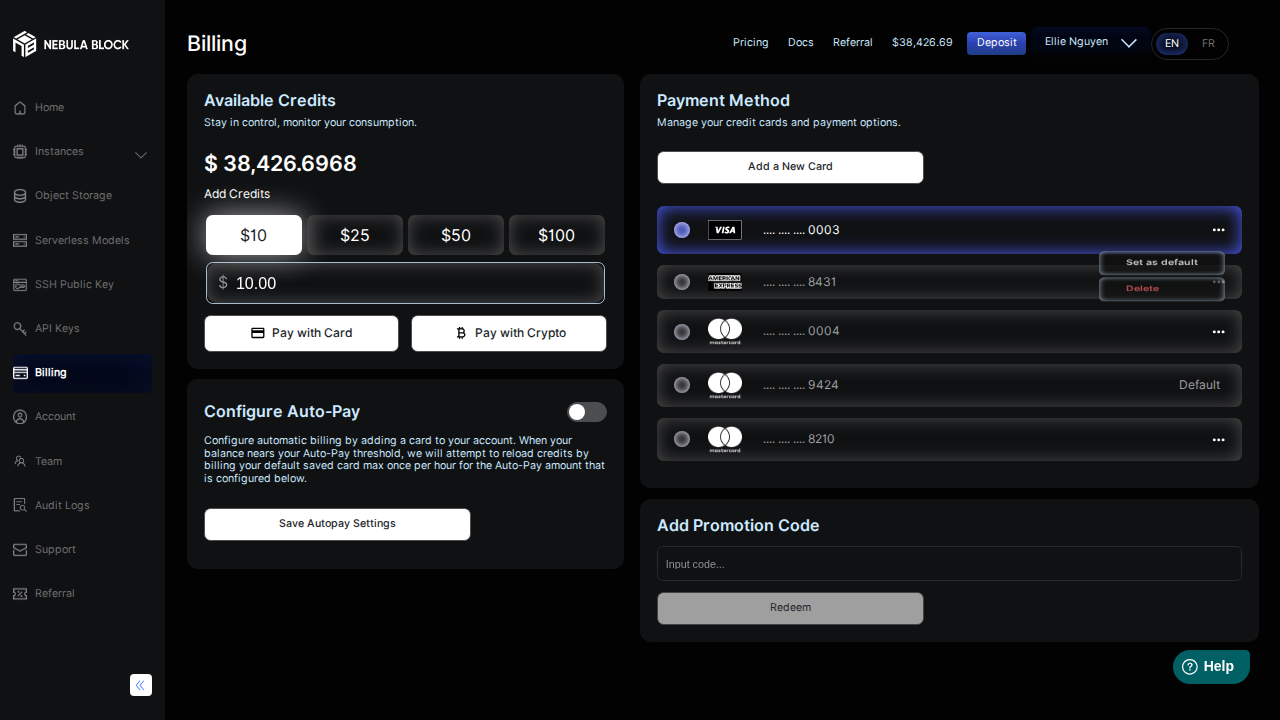 NEBULA BLOCK
Home
Instances
Object Storage
Serverless Models
SSH Public Key
API Keys
Billing
Account
Team
Audit Logs
Support
Referral
Billing
Pricing
Docs
Referral
$38,426.69
Deposit
Ellie Nguyen
EN
FR
Available Credits
Stay in control, monitor your consumption.
$ 38,426.6968
Add Credits
$10
$25
$50
$100
$ 10.00
Pay with Card
Pay with Crypto
Configure Auto-Pay
Configure automatic billing by adding a card to your account. When your
balance nears your Auto-Pay threshold, we will attempt to reload credits by
billing your default saved card max once per hour for the Auto-Pay amount that
is configured below.
Save Autopay Settings
Payment Method
Manage your credit cards and payment options.
Add a New Card
VISA
.... .... .... 0003
Set as default
Delete
AMERICAN
EXPRESS
.... .... .... 8431
mastercard
.... .... .... 0004
mastercard
.... .... .... 9424
Default
mastercard
.... .... .... 8210
Add Promotion Code
Input code...
Redeem
Help